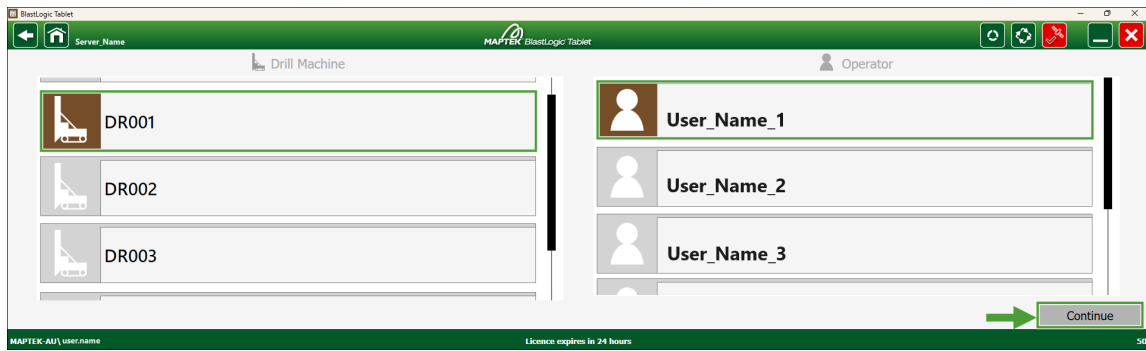 BlastLogic Tablet
Server_Name
MAPTEK BlastLogic Tablet
Drill Machine
Operator
DR001
User_Name_1
DR002
User_Name_2
DR003
User_Name_3
Continue
MAPTEK-AU\user.name
Licence expires in 24 hours